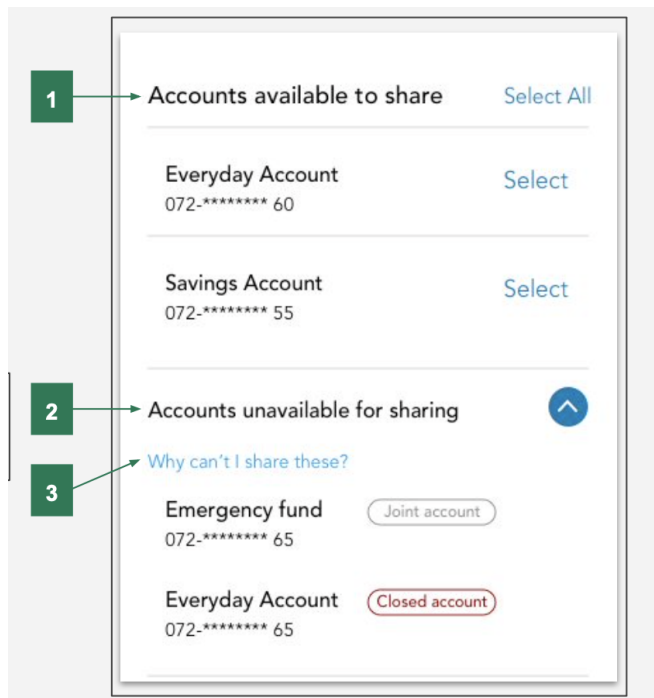 1
Accounts available to share Select All
Everyday Account
Select
072-******** 60
Savings Account
Select
072-******** 55
2
Accounts unavailable for sharing
Why can't I share these?
3
Emergency fund Joint account
072-******** 65
Everyday Account Closed account
072-******** 65